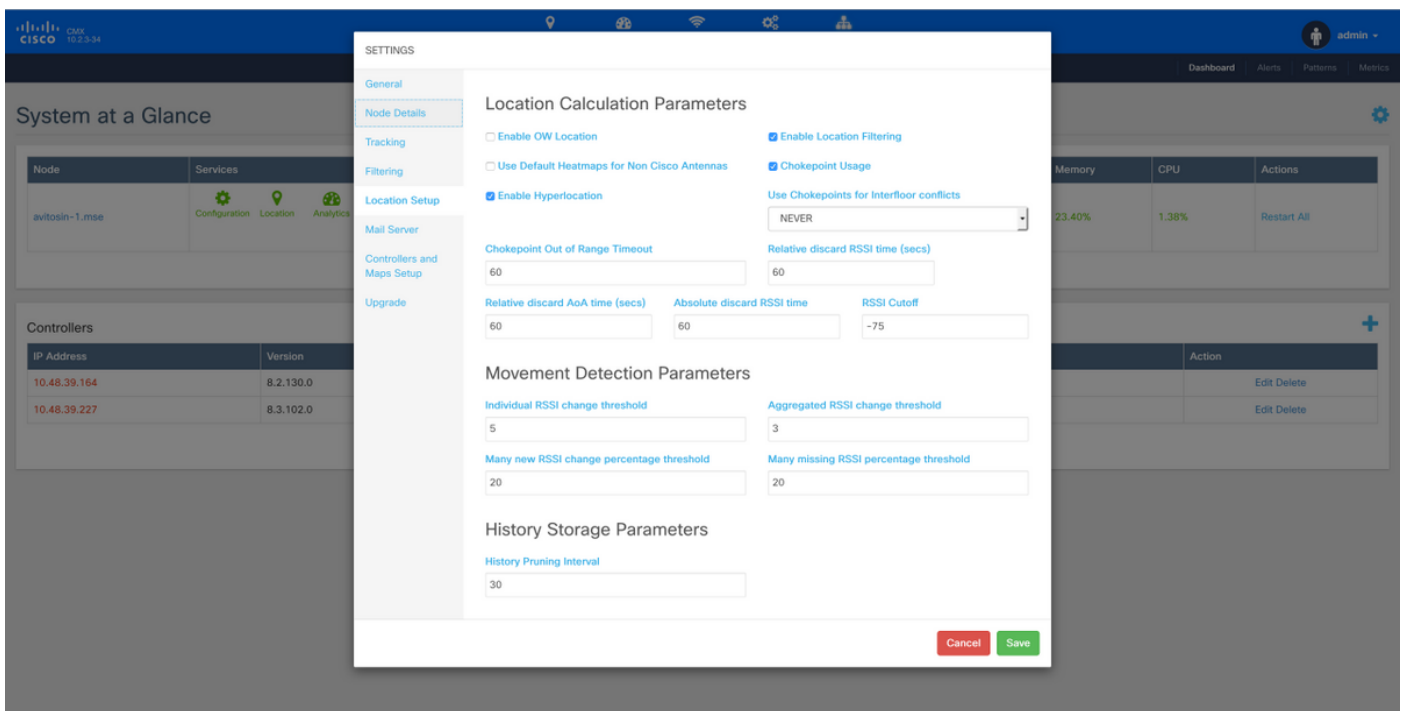 CISCO CMX
10.2.3-34
admin
Dashboard Alerts Patterns Metrics
System at a Glance
Node Services Memory CPU Actions
avitosin-1.mse Configuration Location Analytics 23.40% 1.38% Restart All
Controllers
IP Address Version Action
10.48.39.164 8.2.130.0 Edit Delete
10.48.39.227 8.3.102.0 Edit Delete
SETTINGS
General
Node Details
Tracking
Filtering
Location Setup
Mail Server
Controllers and
Maps Setup
Upgrade
Location Calculation Parameters
Enable OW Location Enable Location Filtering
Use Default Heatmaps for Non Cisco Antennas Chokepoint Usage
Enable Hyperlocation Use Chokepoints for Interfloor conflicts
NEVER
Chokepoint Out of Range Timeout Relative discard RSSI time (secs)
60 60
Relative discard AoA time (secs) Absolute discard RSSI time RSSI Cutoff
60 60 -75
Movement Detection Parameters
Individual RSSI change threshold Aggregated RSSI change threshold
5 3
Many new RSSI change percentage threshold Many missing RSSI percentage threshold
20 20
History Storage Parameters
History Pruning Interval
30
Cancel Save